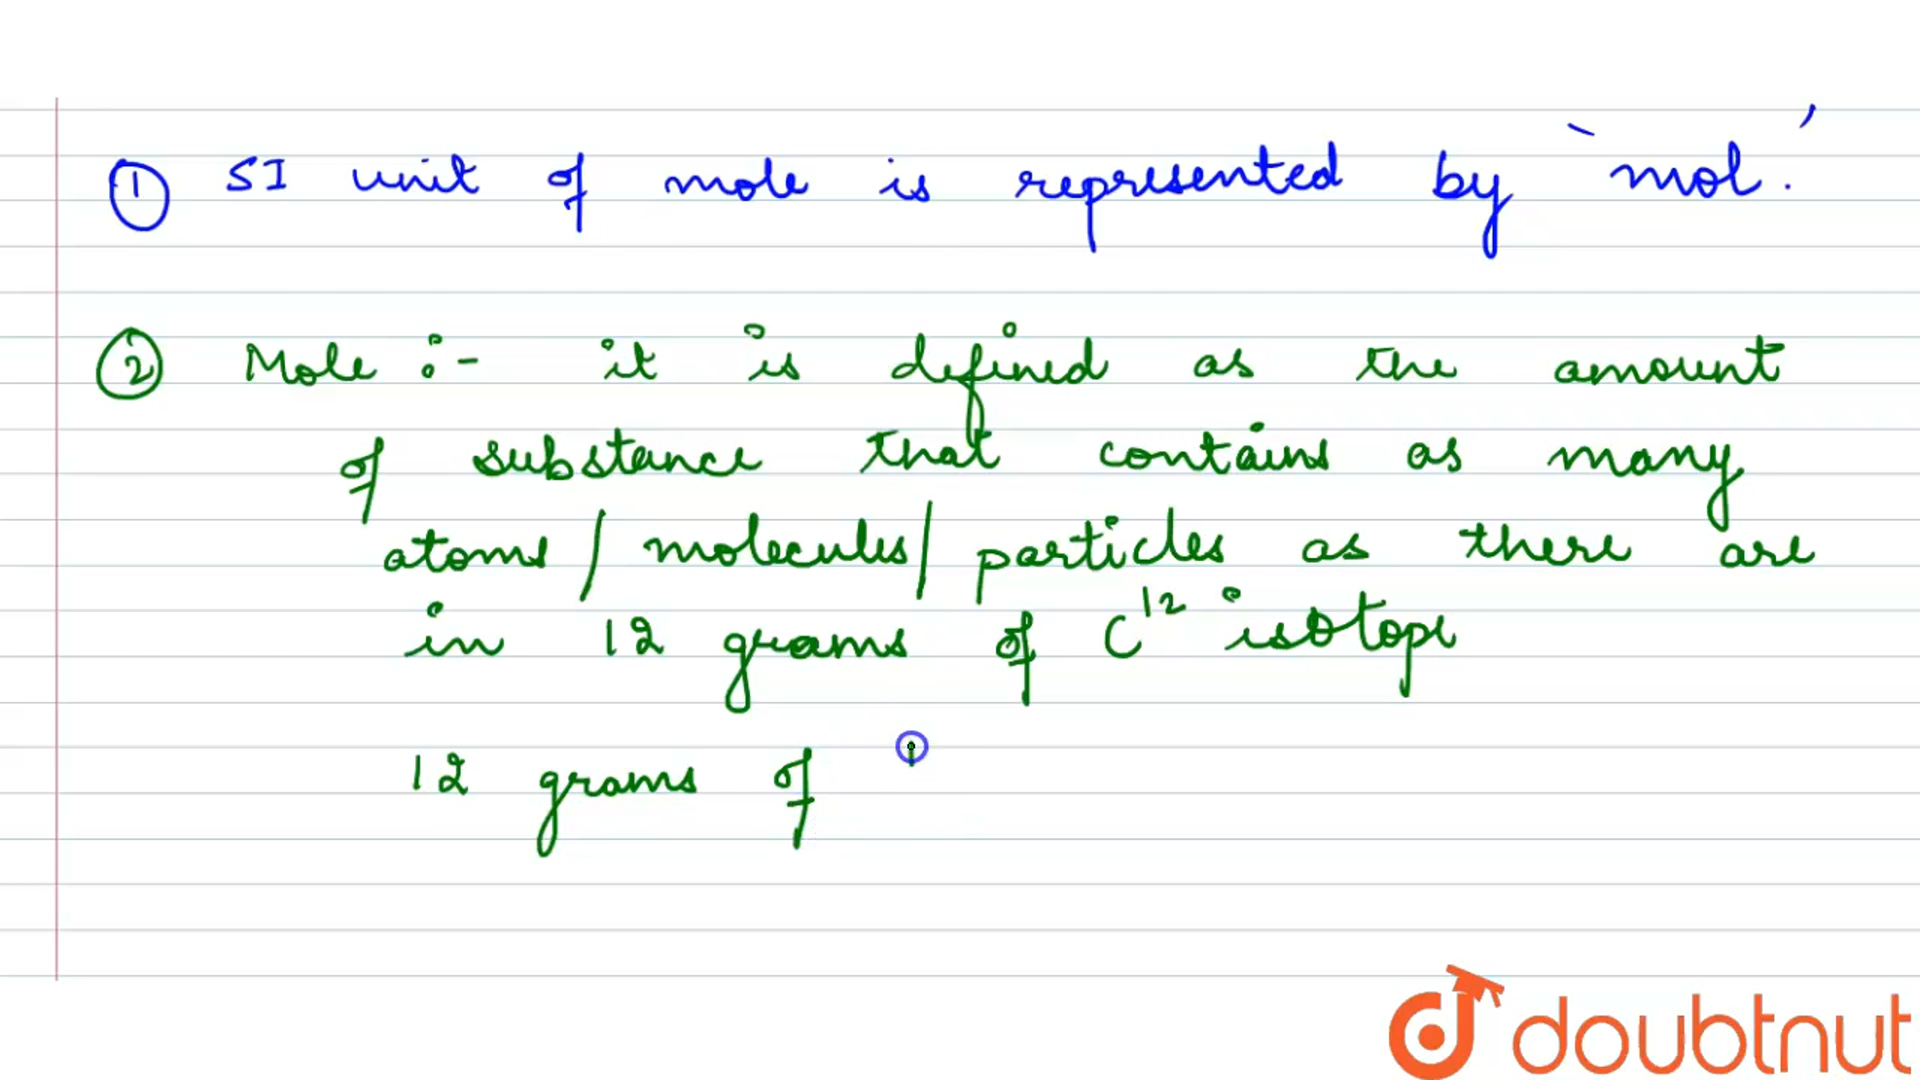 ① SI unit of mole is represented by `mol.'
② Mole :- it is defined as the amount
of substance that contains as many
atoms / molecules / particles as there are
in 12 grams of C¹² isotope
12 grams of
doubtnut